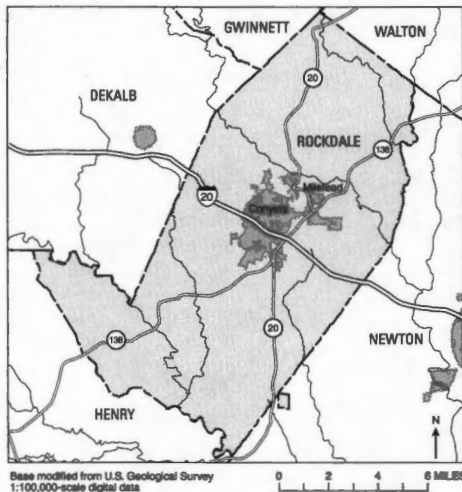 GWINNETT
WALTON
DEKALB
20
ROCKDALE
138
Milstead
20
Conyers
20
138
NEWTON
HENRY
N
Base modified from U.S. Geological Survey
1:100,000-scale digital data
0 2 4 6 MILES